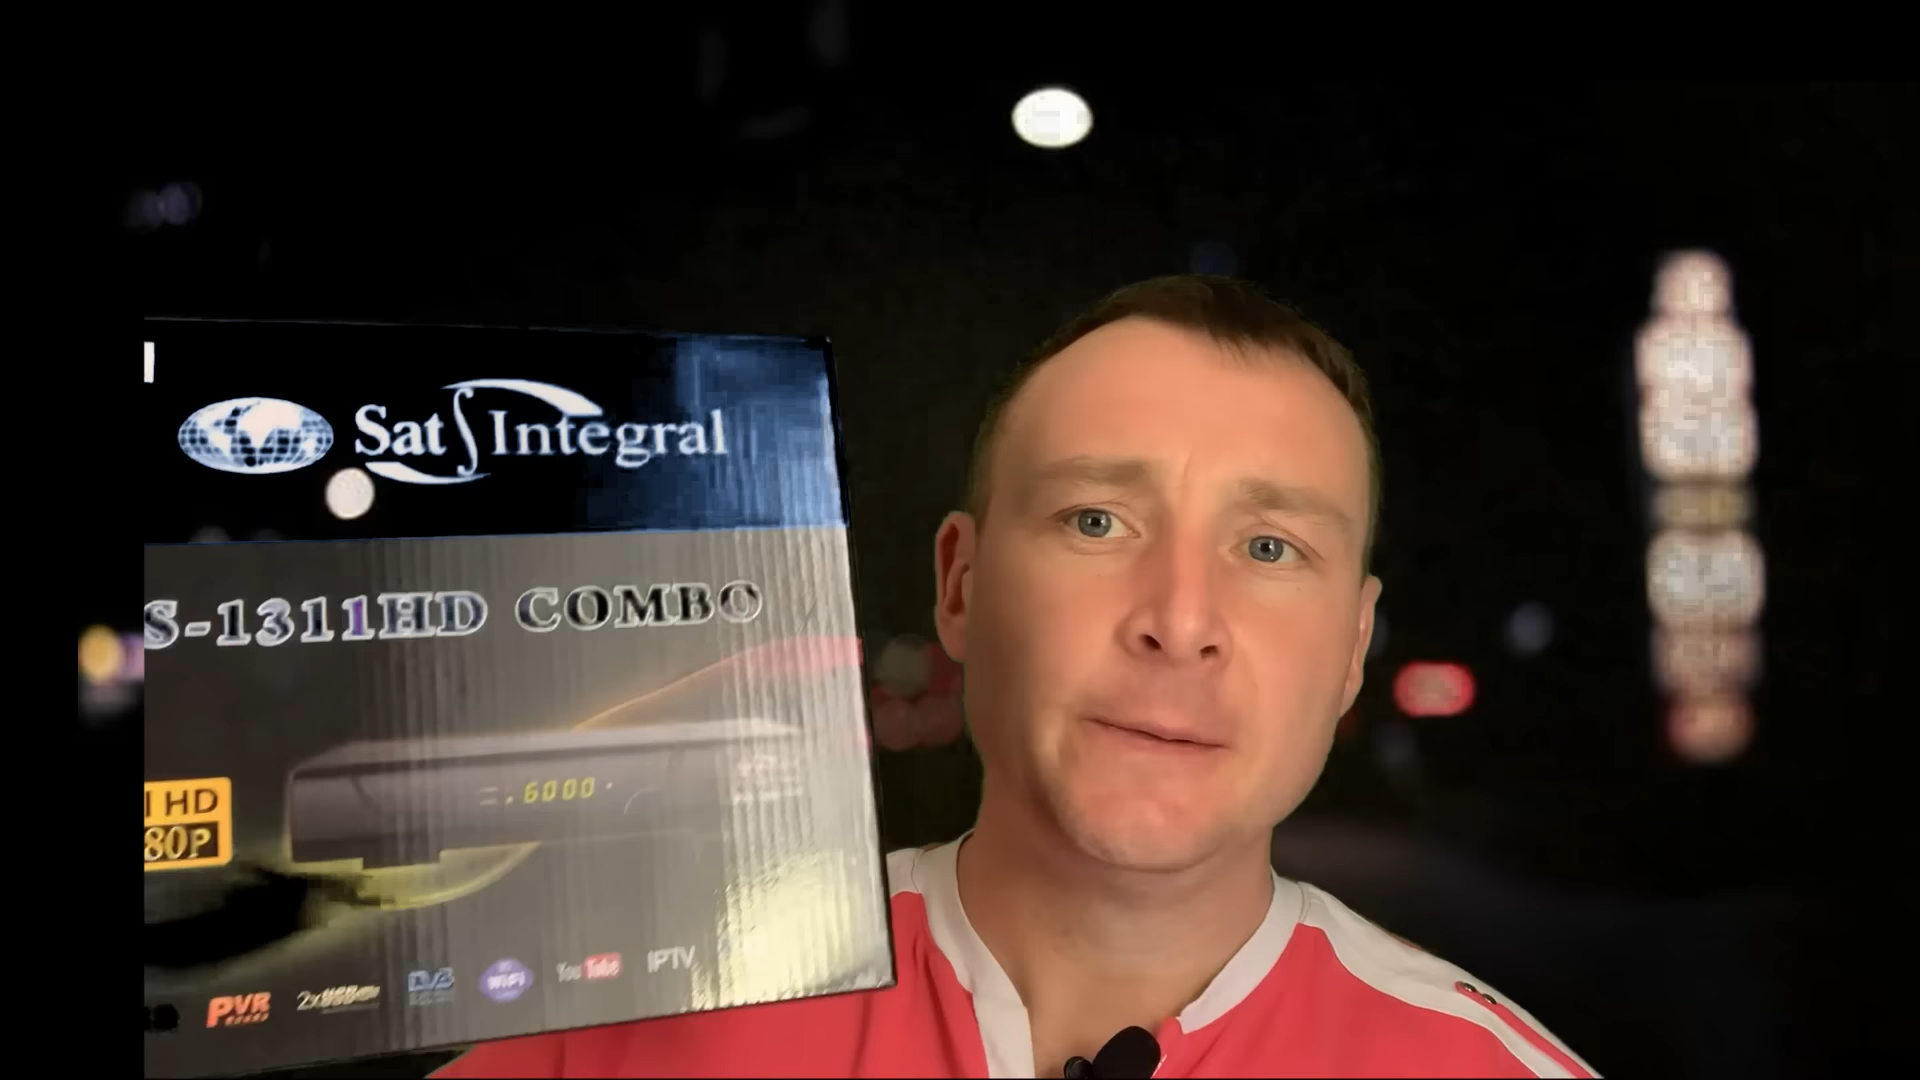 Sat Integral
S-1311HD COMBO
.6000
HD
80P
PVR
2x
DVB
WiFi
YouTube
IPTV